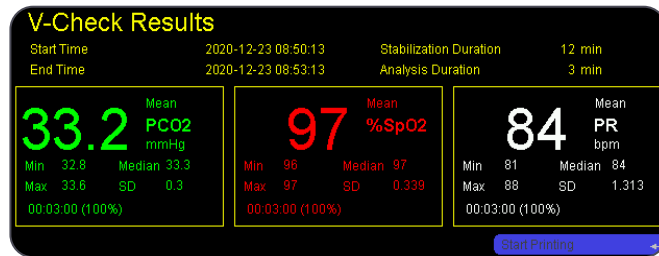 V-Check Results
Start Time 2020-12-23 08:50:13 Stabilization Duration 12 min
End Time 2020-12-23 08:53:13 Analysis Duration 3 min
33.2 Mean PCO2 mmHg
Min 32.8 Median 33.3
Max 33.6 SD 0.3
00:03:00 (100%)
97 Mean %SpO2
Min 96 Median 97
Max 97 SD 0.339
00:03:00 (100%)
84 Mean PR bpm
Min 81 Median 84
Max 88 SD 1.313
00:03:00 (100%)
Start Printing